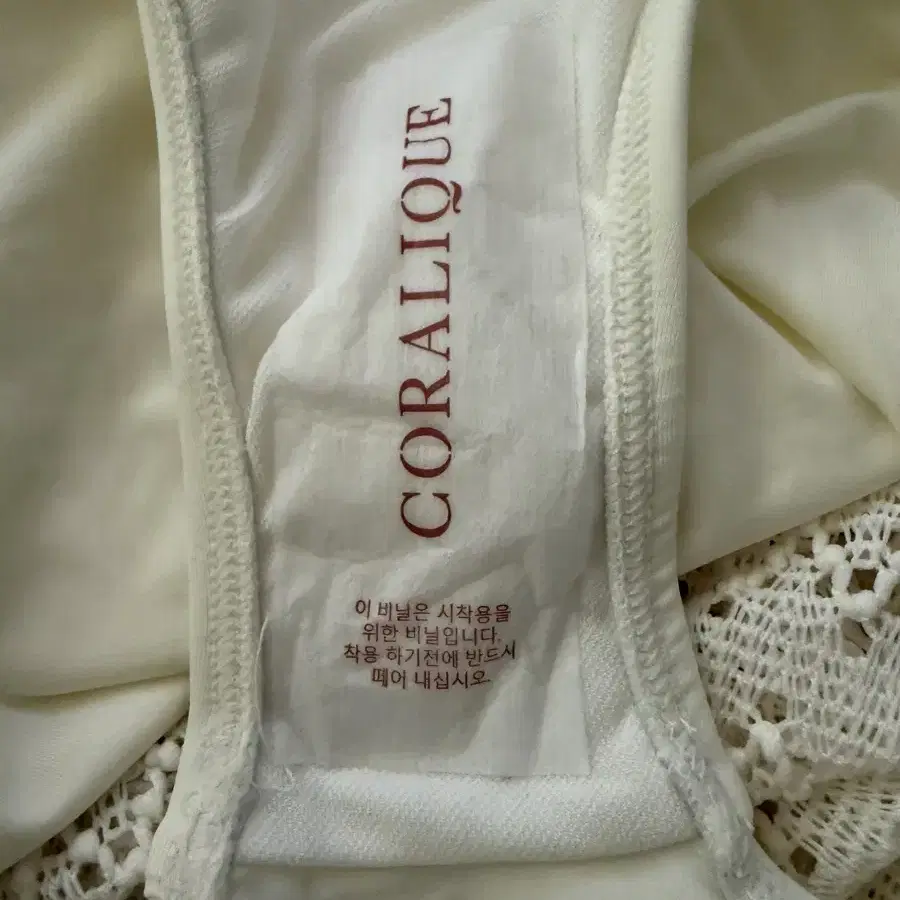 CORALIQUE
이 비닐은 시착용을
위한 비닐입니다.
착용 하기전에 반드시
떼어 내십시오.